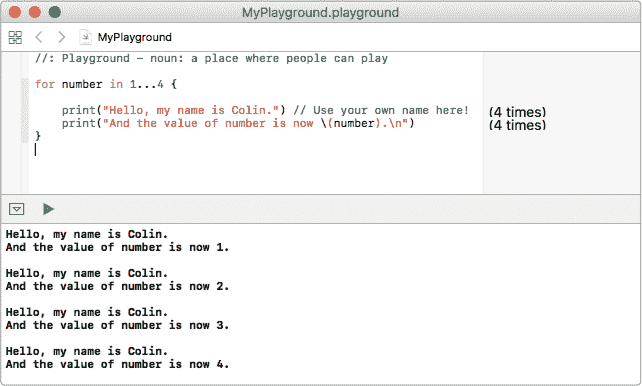 MyPlayground.playground
MyPlayground
//: Playground - noun: a place where people can play
for number in 1...4 {
print("Hello, my name is Colin.") // Use your own name here!
(4 times)
print("And the value of number is now \(number).\n")
(4 times)
}
Hello, my name is Colin.
And the value of number is now 1.
Hello, my name is Colin.
And the value of number is now 2.
Hello, my name is Colin.
And the value of number is now 3.
Hello, my name is Colin.
And the value of number is now 4.